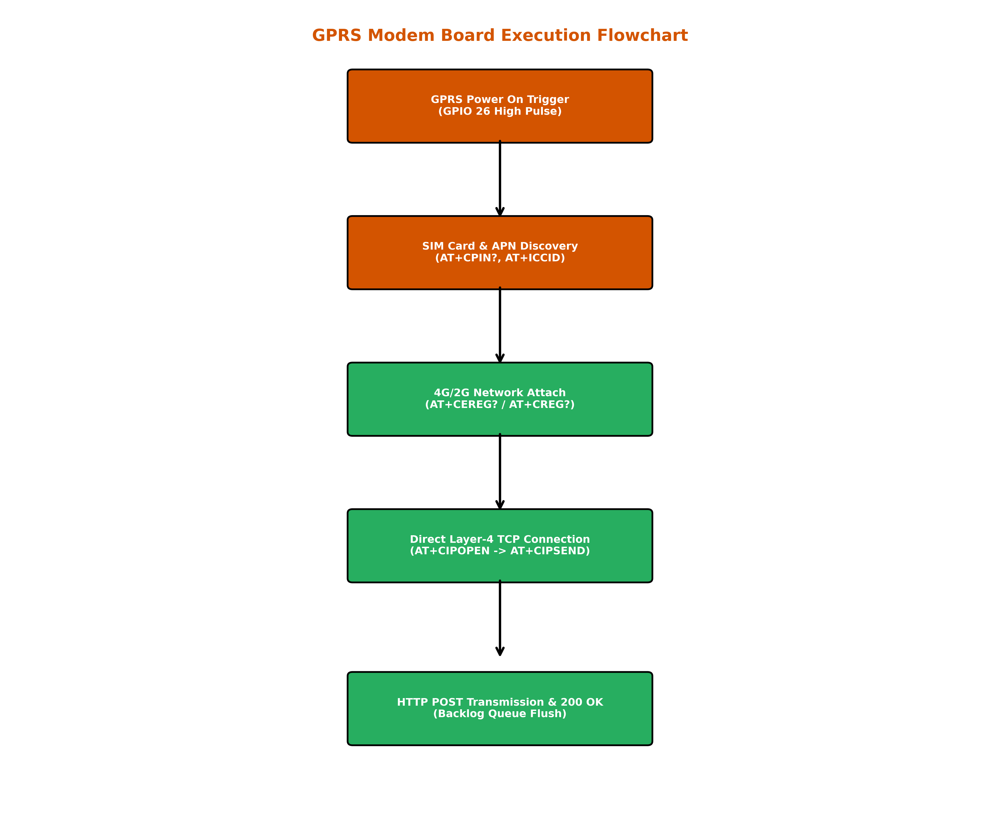 GPRS Modem Board Execution Flowchart
GPRS Power On Trigger
(GPIO 26 High Pulse)
SIM Card & APN Discovery
(AT+CPIN?, AT+ICCID)
4G/2G Network Attach
(AT+CEREG? / AT+CREG?)
Direct Layer-4 TCP Connection
(AT+CIPOPEN -> AT+CIPSEND)
HTTP POST Transmission & 200 OK
(Backlog Queue Flush)